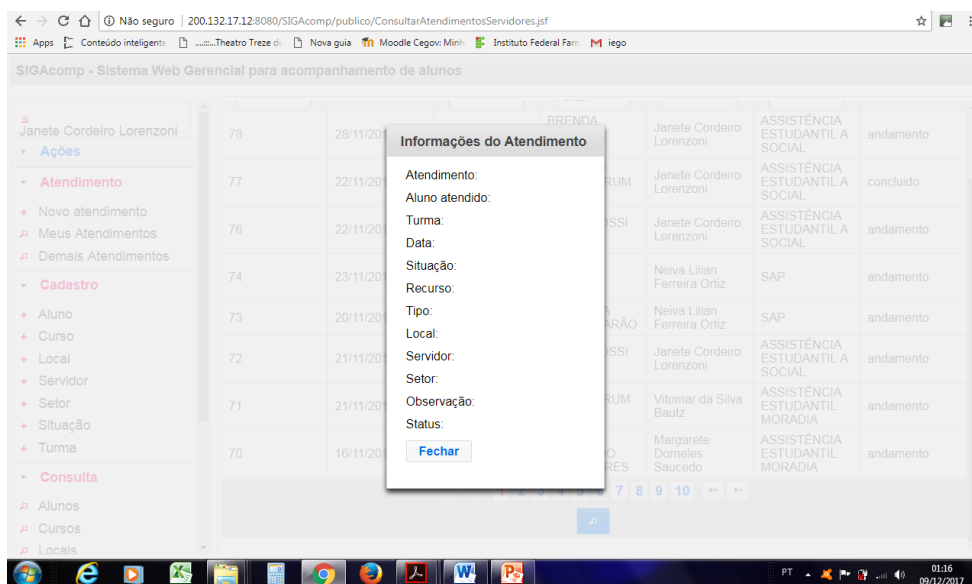 Não seguro | 200.132.17.12:8080/SIGAcomp/publico/ConsultarAtendimentosServidores.jsf
Apps Conteúdo inteligente ...::...Theatro Treze de Nova guia Moodle Cegov: Minh Instituto Federal Farr iego
SIGAcomp - Sistema Web Gerencial para acompanhamento de alunos
Janete Cordeiro Lorenzoni
Ações
Atendimento
Novo atendimento
Meus Atendimentos
Demais Atendimentos
Cadastro
Aluno
Curso
Local
Servidor
Setor
Situação
Turma
Consulta
Alunos
Cursos
Locais
78 28/11/201 BRENDA Janete Cordeiro Lorenzoni ASSISTÊNCIA ESTUDANTIL A SOCIAL andamento
77 22/11/201 RUM Janete Cordeiro Lorenzoni ASSISTÊNCIA ESTUDANTIL A SOCIAL concluido
76 22/11/201 OSSI Janete Cordeiro Lorenzoni ASSISTÊNCIA ESTUDANTIL A SOCIAL andamento
74 23/11/201 Neiva Lilian Ferreira Ortiz SAP andamento
73 20/11/201 ARÃO Neiva Lilian Ferreira Ortiz SAP andamento
72 21/11/201 OSSI Janete Cordeiro Lorenzoni ASSISTÊNCIA ESTUDANTIL A SOCIAL andamento
71 21/11/201 RUM Vitomar da Silva Bautz ASSISTÊNCIA ESTUDANTIL MORADIA andamento
70 16/11/201 O RES Margarete Dorneles Saucedo ASSISTÊNCIA ESTUDANTIL MORADIA andamento
1 2 3 4 5 6 7 8 9 10
Informações do Atendimento
Atendimento:
Aluno atendido:
Turma:
Data:
Situação:
Recurso:
Tipo:
Local:
Servidor:
Setor:
Observação:
Status:
Fechar
PT 01:16
09/12/2017